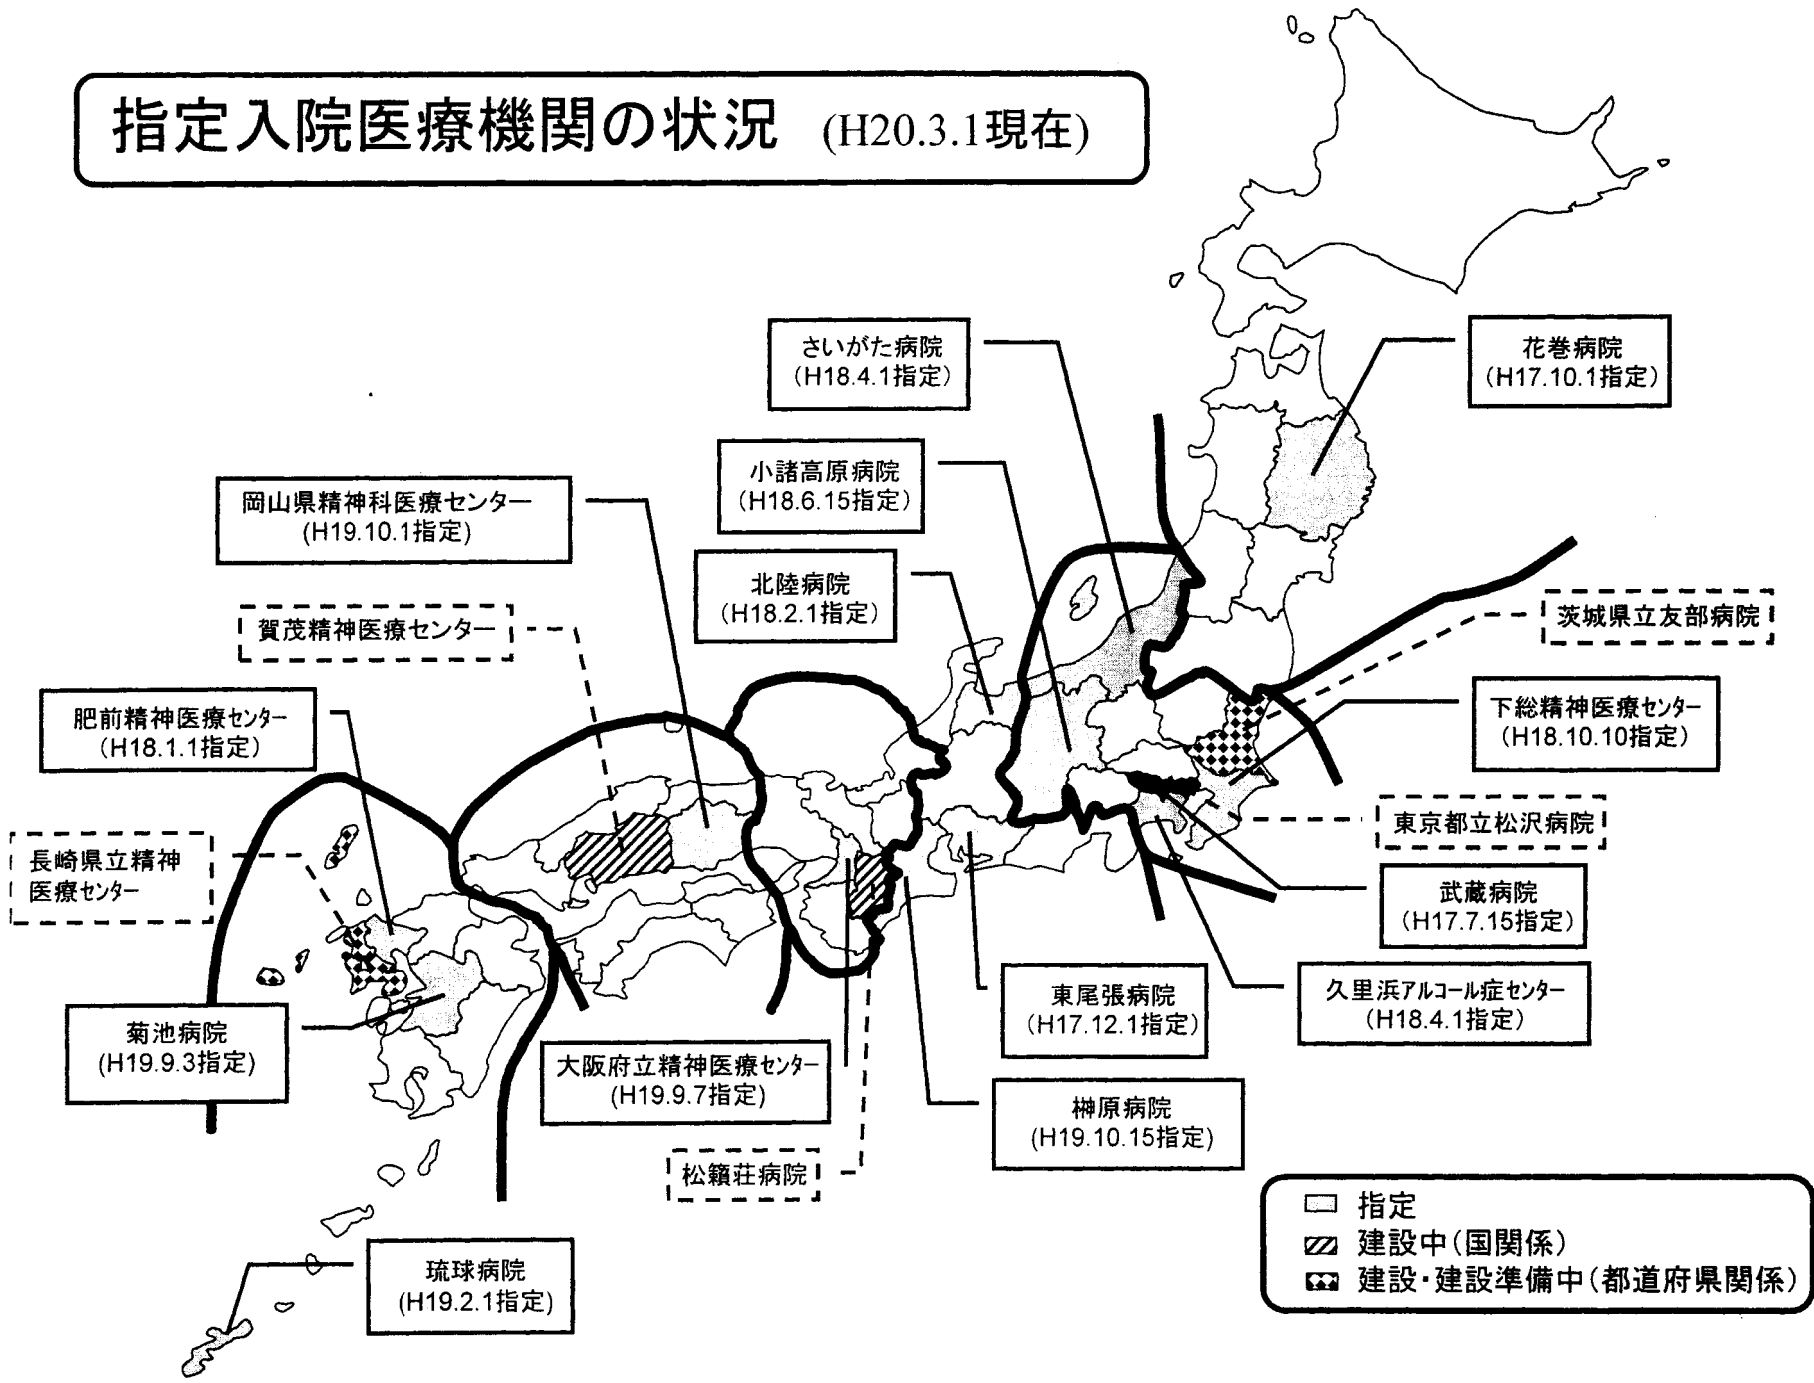 指定入院医療機関の状況 (H20.3.1現在)
さいがた病院
(H18.4.1指定)
花巻病院
(H17.10.1指定)
小諸高原病院
(H18.6.15指定)
岡山県精神科医療センター
(H19.10.1指定)
北陸病院
(H18.2.1指定)
賀茂精神医療センター
茨城県立友部病院
肥前精神医療ｾﾝﾀｰ
(H18.1.1指定)
下総精神医療ｾﾝﾀｰ
(H18.10.10指定)
東京都立松沢病院
長崎県立精神
医療ｾﾝﾀｰ
武蔵病院
(H17.7.15指定)
東尾張病院
(H17.12.1指定)
久里浜ｱﾙｺｰﾙ症ｾﾝﾀｰ
(H18.4.1指定)
菊池病院
(H19.9.3指定)
大阪府立精神医療ｾﾝﾀｰ
(H19.9.7指定)
榊原病院
(H19.10.15指定)
松籟荘病院
琉球病院
(H19.2.1指定)
指定
建設中(国関係)
建設・建設準備中(都道府県関係)